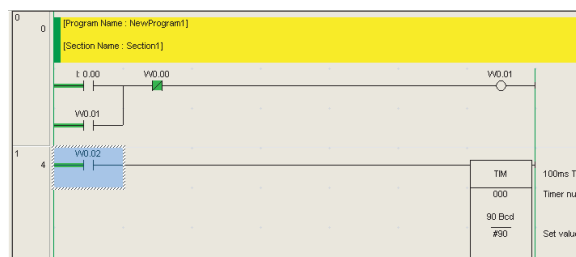 0
0
[Program Name : NewProgram1]
[Section Name : Section1]
I: 0.00 W0.00 W0.01
W0.01
1
4
W0.02
TIM 100ms T
000 Timer nu
90 Bcd
#90 Set value